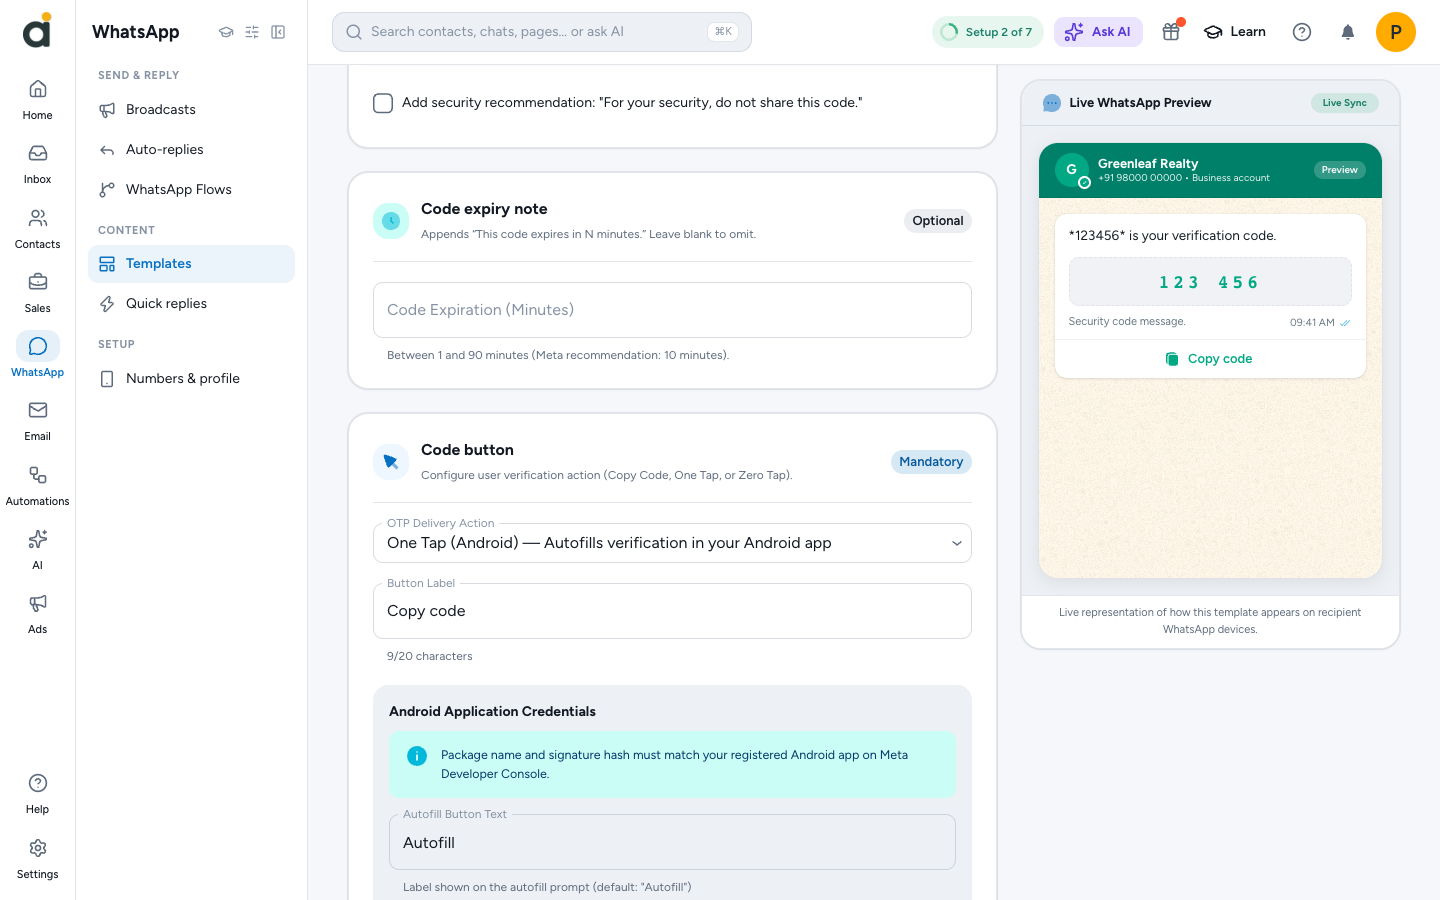 WhatsApp
Search contacts, chats, pages... or ask AI
⌘K
Setup 2 of 7
Ask AI
Learn
P
Home
Inbox
Contacts
Sales
WhatsApp
Email
Automations
AI
Ads
Help
Settings
SEND & REPLY
Broadcasts
Auto-replies
WhatsApp Flows
CONTENT
Templates
Quick replies
SETUP
Numbers & profile
Add security recommendation: "For your security, do not share this code."
Code expiry note
Appends "This code expires in N minutes." Leave blank to omit.
Optional
Code Expiration (Minutes)
Between 1 and 90 minutes (Meta recommendation: 10 minutes).
Code button
Configure user verification action (Copy Code, One Tap, or Zero Tap).
Mandatory
OTP Delivery Action
One Tap (Android) — Autofills verification in your Android app
Button Label
Copy code
9/20 characters
Android Application Credentials
Package name and signature hash must match your registered Android app on Meta
Developer Console.
Autofill Button Text
Autofill
Label shown on the autofill prompt (default: "Autofill")
Live WhatsApp Preview
Live Sync
G
Greenleaf Realty
+91 98000 00000 • Business account
Preview
*123456* is your verification code.
123 456
Security code message.
09:41 AM
Copy code
Live representation of how this template appears on recipient
WhatsApp devices.